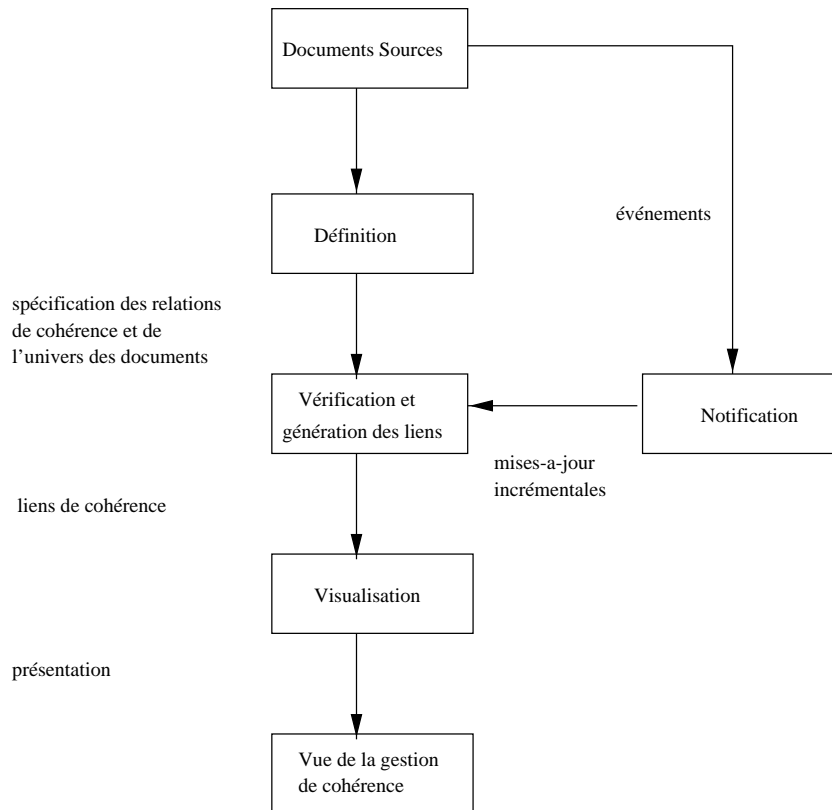 Documents Sources
événements
Définition
spécification des relations
de cohérence et de
l'univers des documents
Vérification et
génération des liens
Notification
mises-a-jour
incrémentales
liens de cohérence
Visualisation
présentation
Vue de la gestion
de cohérence